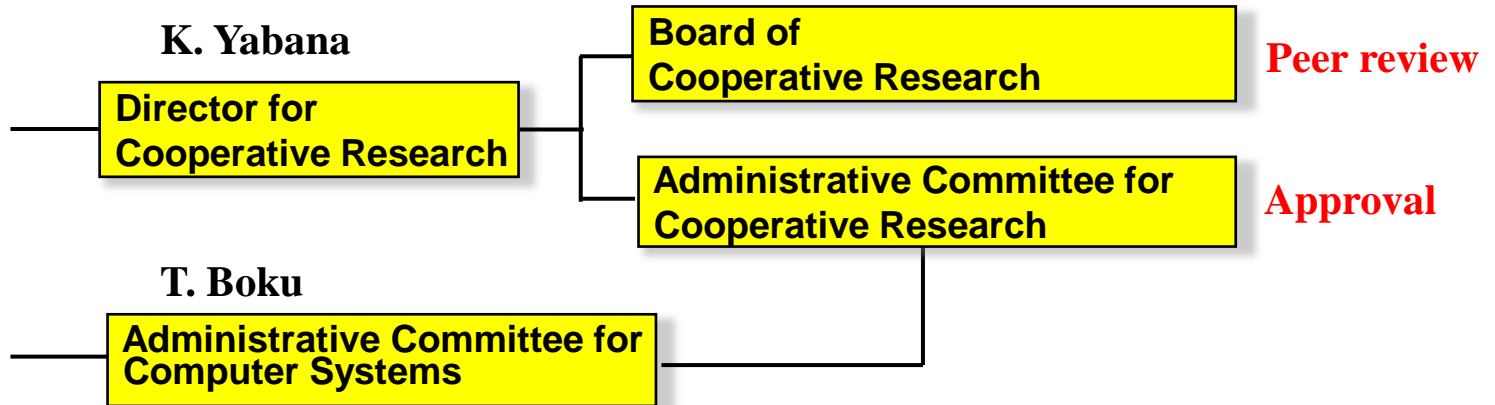 K. Yabana
Director for
Cooperative Research
Board of
Cooperative Research
Peer review
Administrative Committee for
Cooperative Research
Approval
T. Boku
Administrative Committee for
Computer Systems